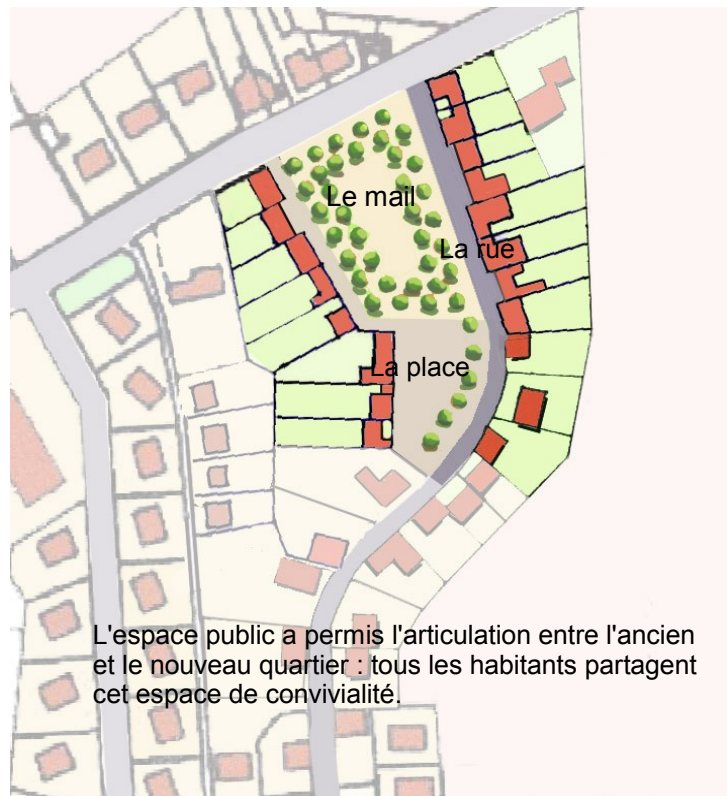 Le mail
La rue
La place
L'espace public a permis l'articulation entre l'ancien
et le nouveau quartier : tous les habitants partagent
cet espace de convivialité.